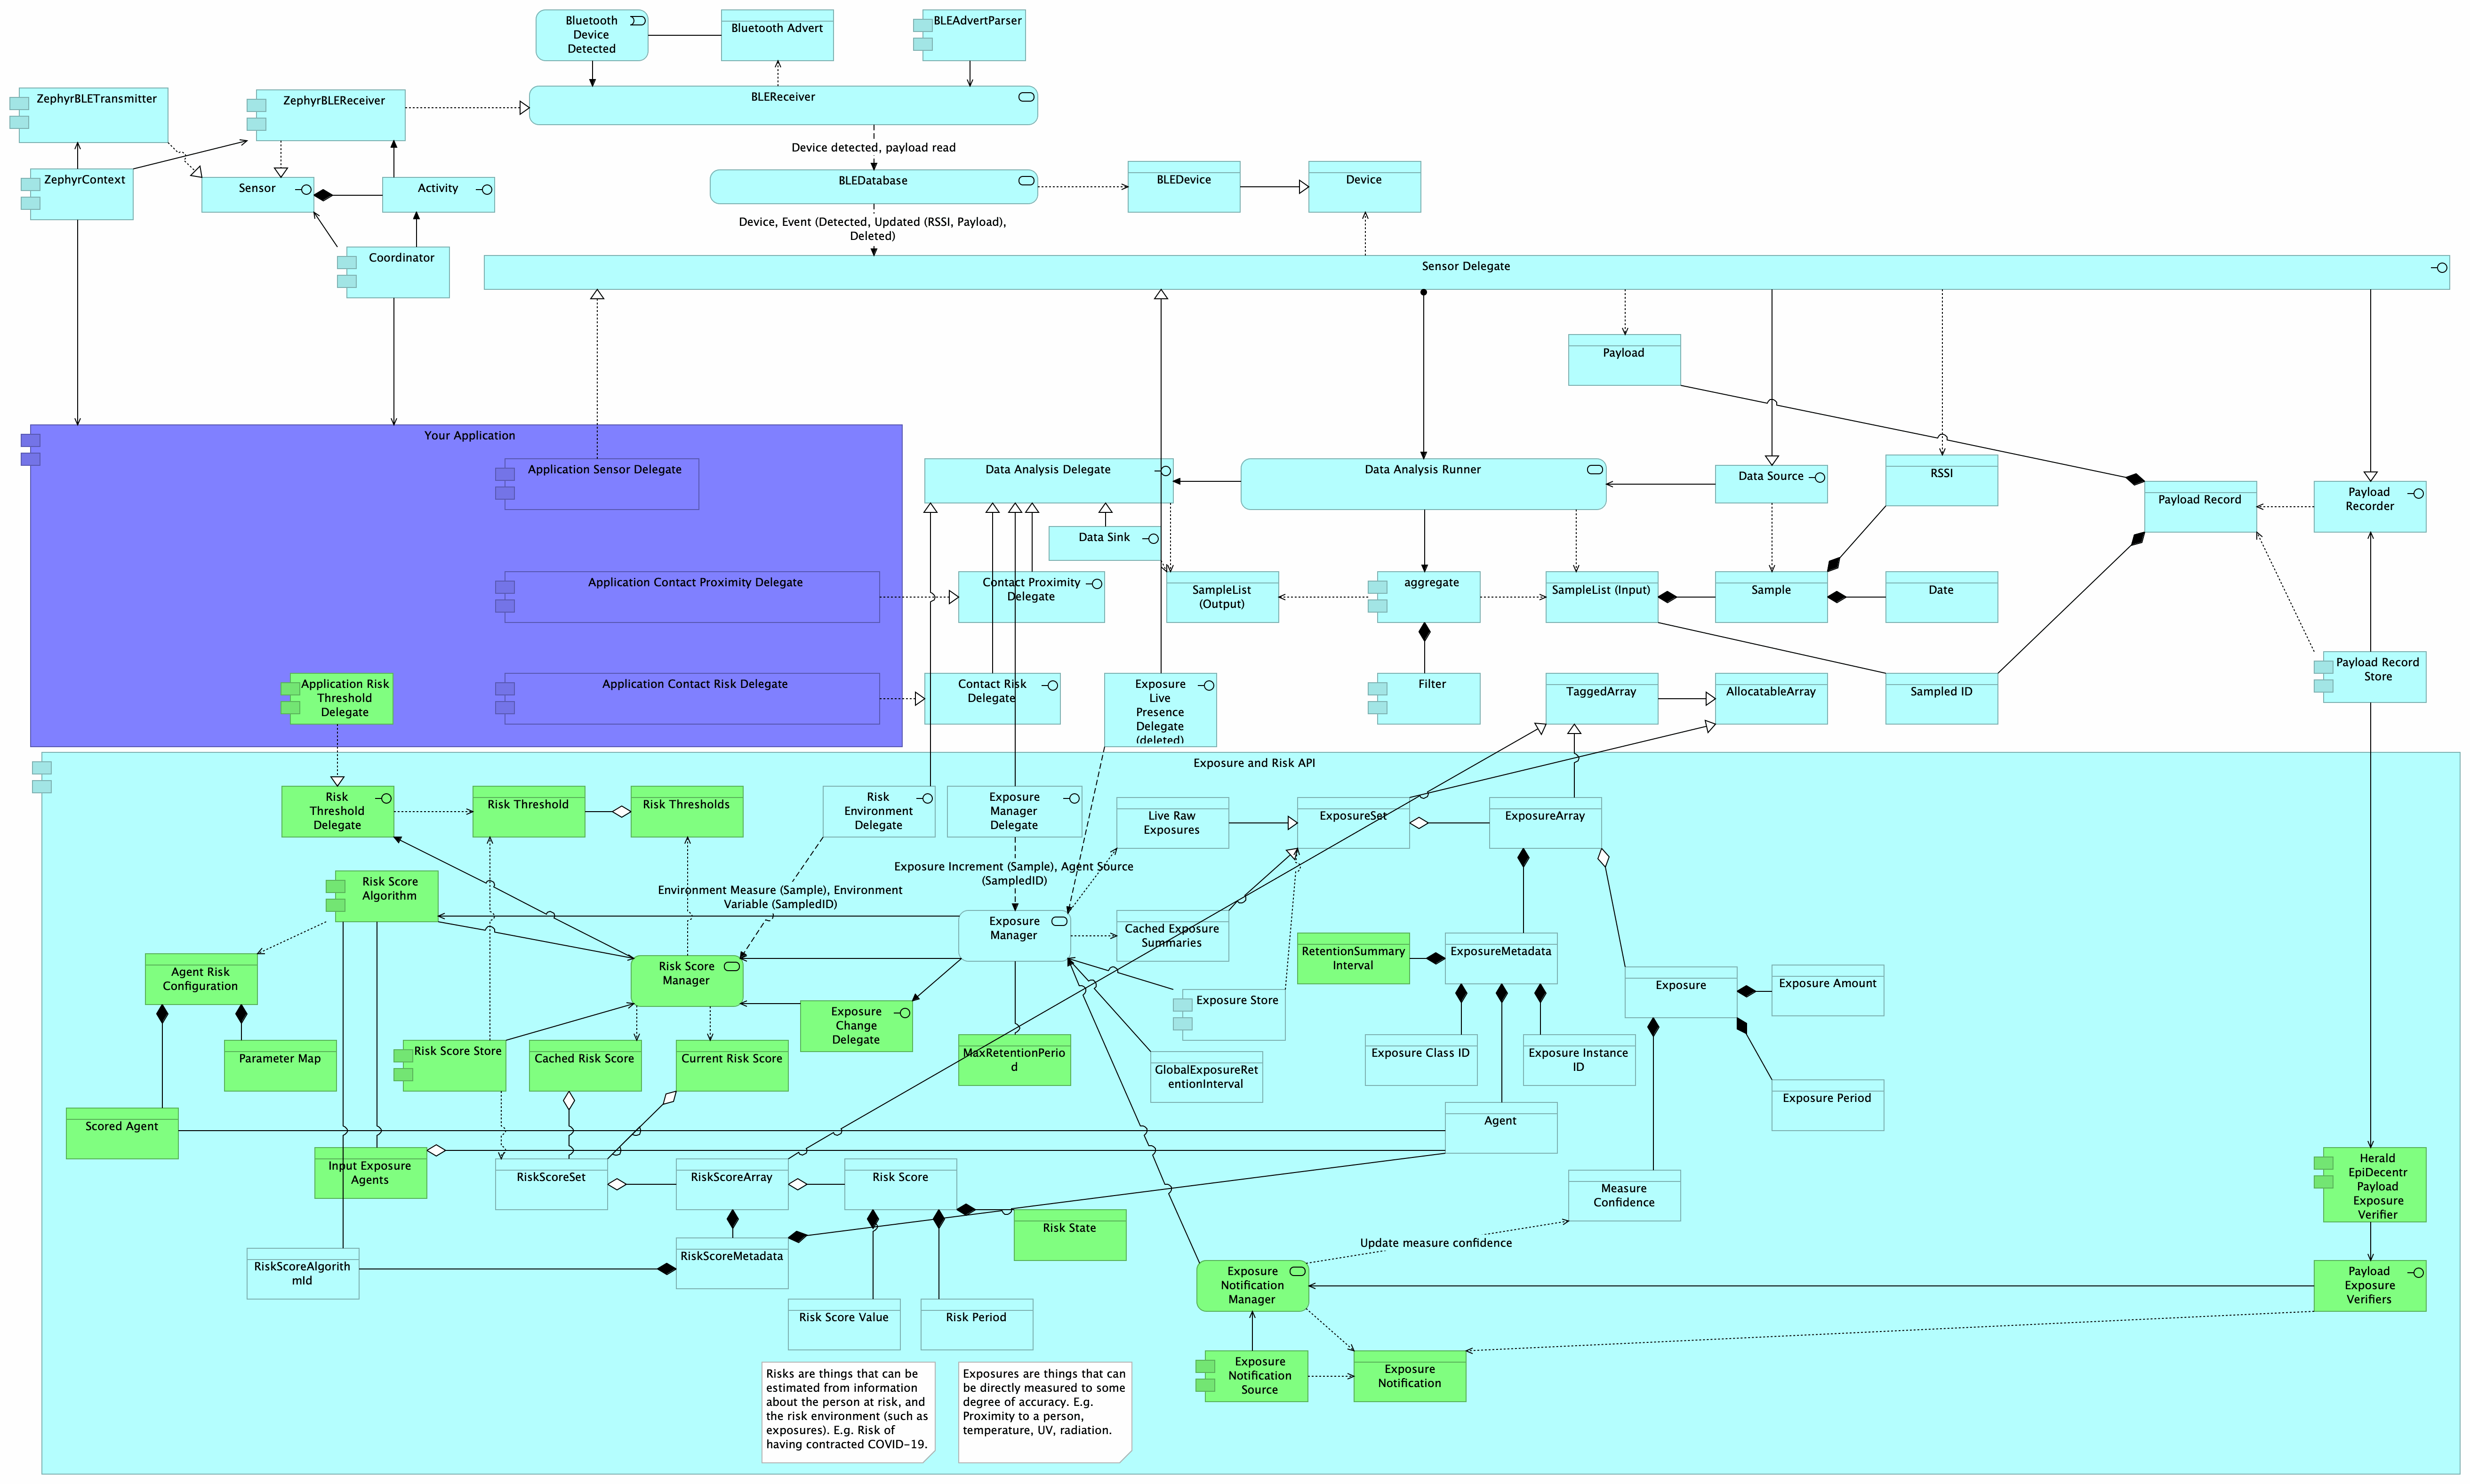 Bluetooth
Device
Detected
Bluetooth Advert
BLEAdvertParser
ZephyrBLETransmitter
ZephyrBLEReceiver
BLEReceiver
Device detected, payload read
ZephyrContext
Sensor
Activity
BLEDatabase
BLEDevice
Device
Device, Event (Detected, Updated (RSSI, Payload),
Deleted)
Coordinator
Sensor Delegate
Payload
Your Application
Application Sensor Delegate
Data Analysis Delegate
Data Analysis Runner
Data Source
RSSI
Payload Record
Payload
Recorder
Data Sink
Application Contact Proximity Delegate
Contact Proximity
Delegate
SampleList
(Output)
aggregate
SampleList (Input)
Sample
Date
Application Risk
Threshold
Delegate
Application Contact Risk Delegate
Contact Risk
Delegate
Exposure
Live
Presence
Delegate
(deleted)
Filter
TaggedArray
AllocatableArray
Sampled ID
Payload Record
Store
Exposure and Risk API
Risk
Threshold
Delegate
Risk Threshold
Risk Thresholds
Risk
Environment
Delegate
Exposure
Manager
Delegate
Live Raw
Exposures
ExposureSet
ExposureArray
Exposure Increment (Sample), Agent Source
(SampledID)
Environment Measure (Sample), Environment
Variable (SampledID)
Risk Score
Algorithm
Exposure
Manager
Cached Exposure
Summaries
RetentionSummary
Interval
ExposureMetadata
Agent Risk
Configuration
Risk Score
Manager
Exposure
Change
Delegate
Exposure Store
Exposure
Exposure Amount
Parameter Map
Risk Score Store
Cached Risk Score
Current Risk Score
MaxRetentionPerio
d
GlobalExposureRet
entionInterval
Exposure Class ID
Exposure Instance
ID
Exposure Period
Scored Agent
Agent
Input Exposure
Agents
RiskScoreSet
RiskScoreArray
Risk Score
Measure
Confidence
Herald
EpiDecentr
Payload
Exposure
Verifier
Risk State
RiskScoreAlgorith
mId
RiskScoreMetadata
Update measure confidence
Risk Score Value
Risk Period
Exposure
Notification
Manager
Payload
Exposure
Verifiers
Exposure
Notification
Source
Exposure
Notification
Risks are things that can be
estimated from information
about the person at risk, and
the risk environment (such as
exposures). E.g. Risk of
having contracted COVID-19.
Exposures are things that can
be directly measured to some
degree of accuracy. E.g.
Proximity to a person,
temperature, UV, radiation.